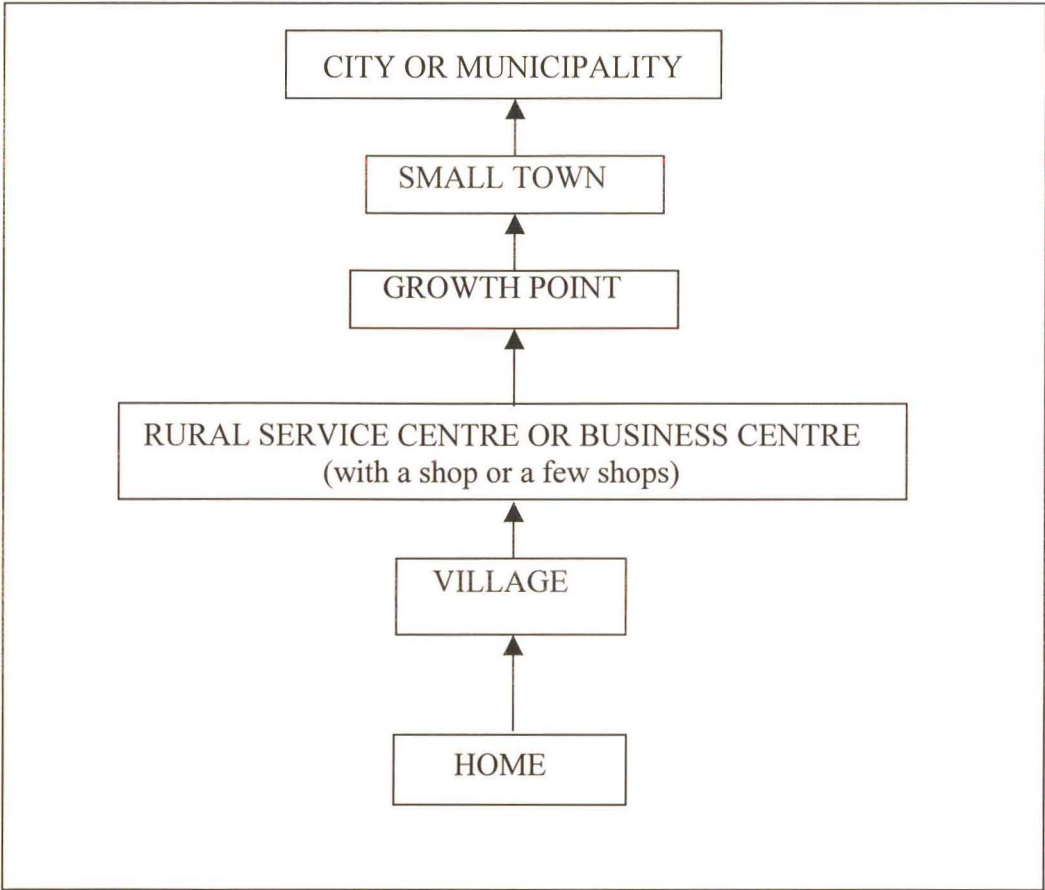 CITY OR MUNICIPALITY
SMALL TOWN
GROWTH POINT
RURAL SERVICE CENTRE OR BUSINESS CENTRE
(with a shop or a few shops)
VILLAGE
HOME